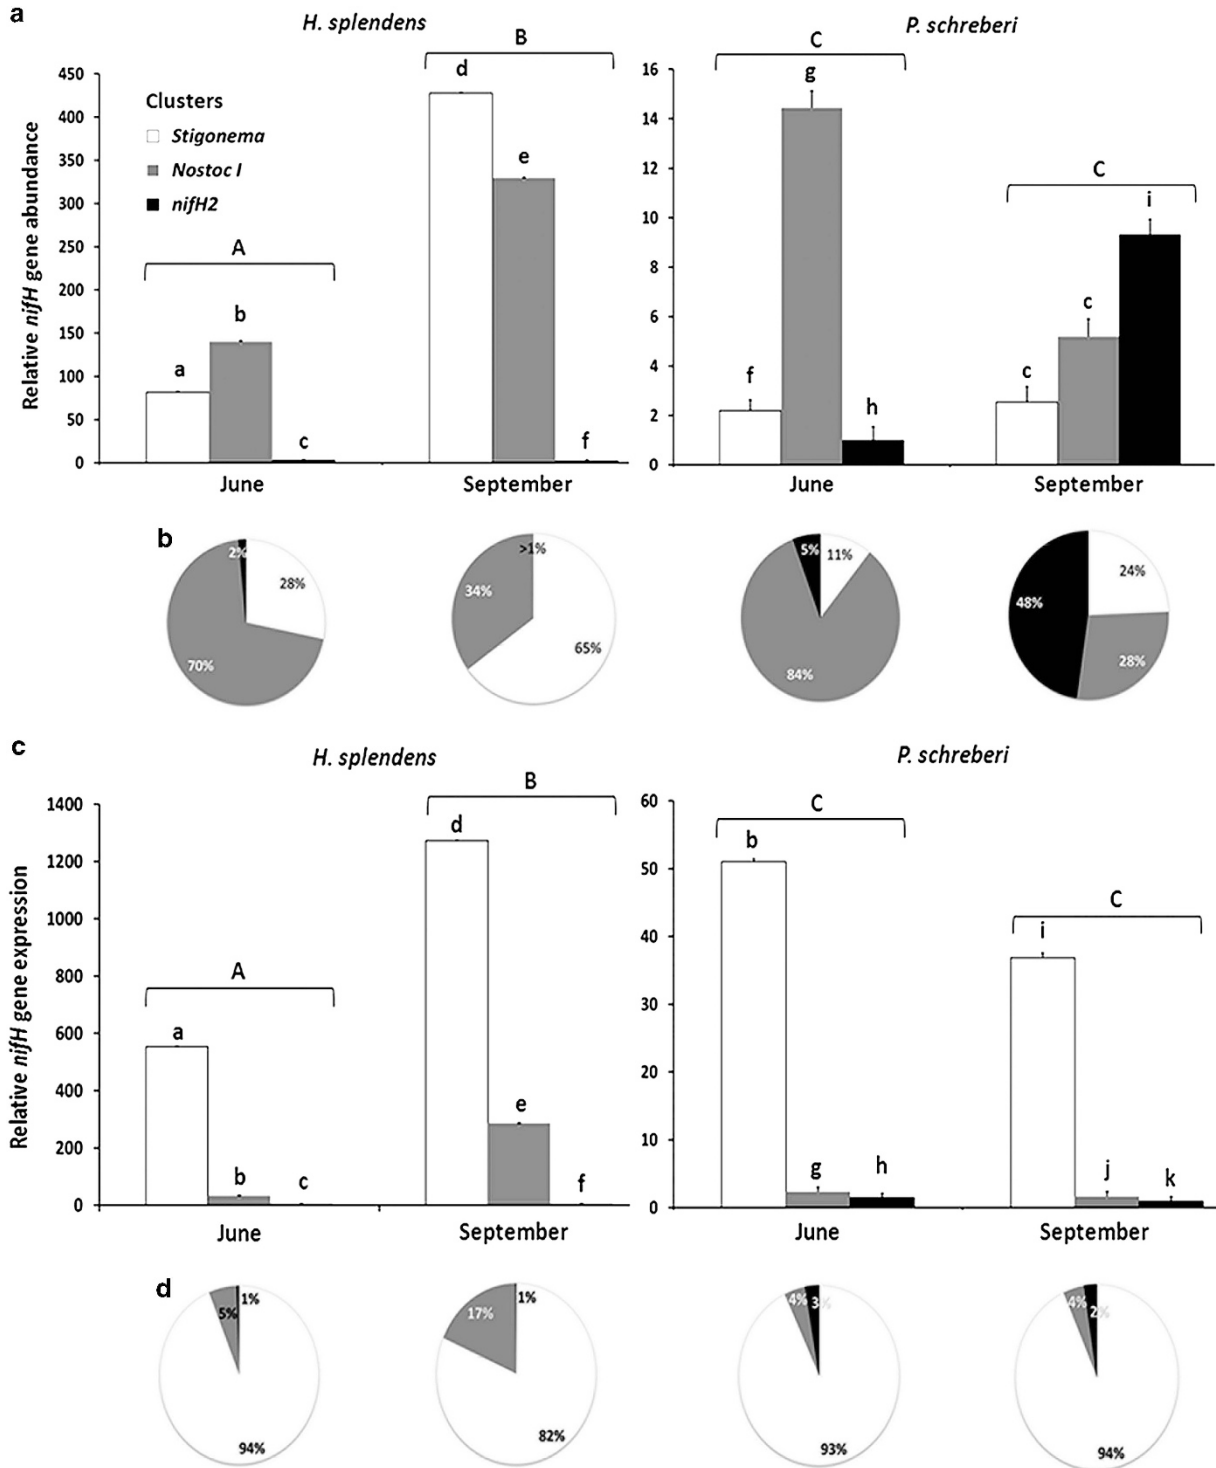 a
H. splendens
P. schreberi
Relative nifH gene abundance
450
400
350
300
250
200
150
100
50
0
Clusters
Stigonema
Nostoc I
nifH2
A
a
b
c
B
d
e
f
June
September
16
14
12
10
8
6
4
2
0
C
f
g
h
C
c
c
i
June
September
b
2%
28%
70%
>1%
34%
65%
5%
11%
84%
48%
24%
28%
c
H. splendens
P. schreberi
Relative nifH gene expression
1400
1200
1000
800
600
400
200
0
A
a
b
c
B
d
e
f
June
September
60
50
40
30
20
10
0
C
b
g
h
C
i
j
k
June
September
d
5%
1%
94%
17%
1%
82%
4%
3%
93%
4%
2%
94%